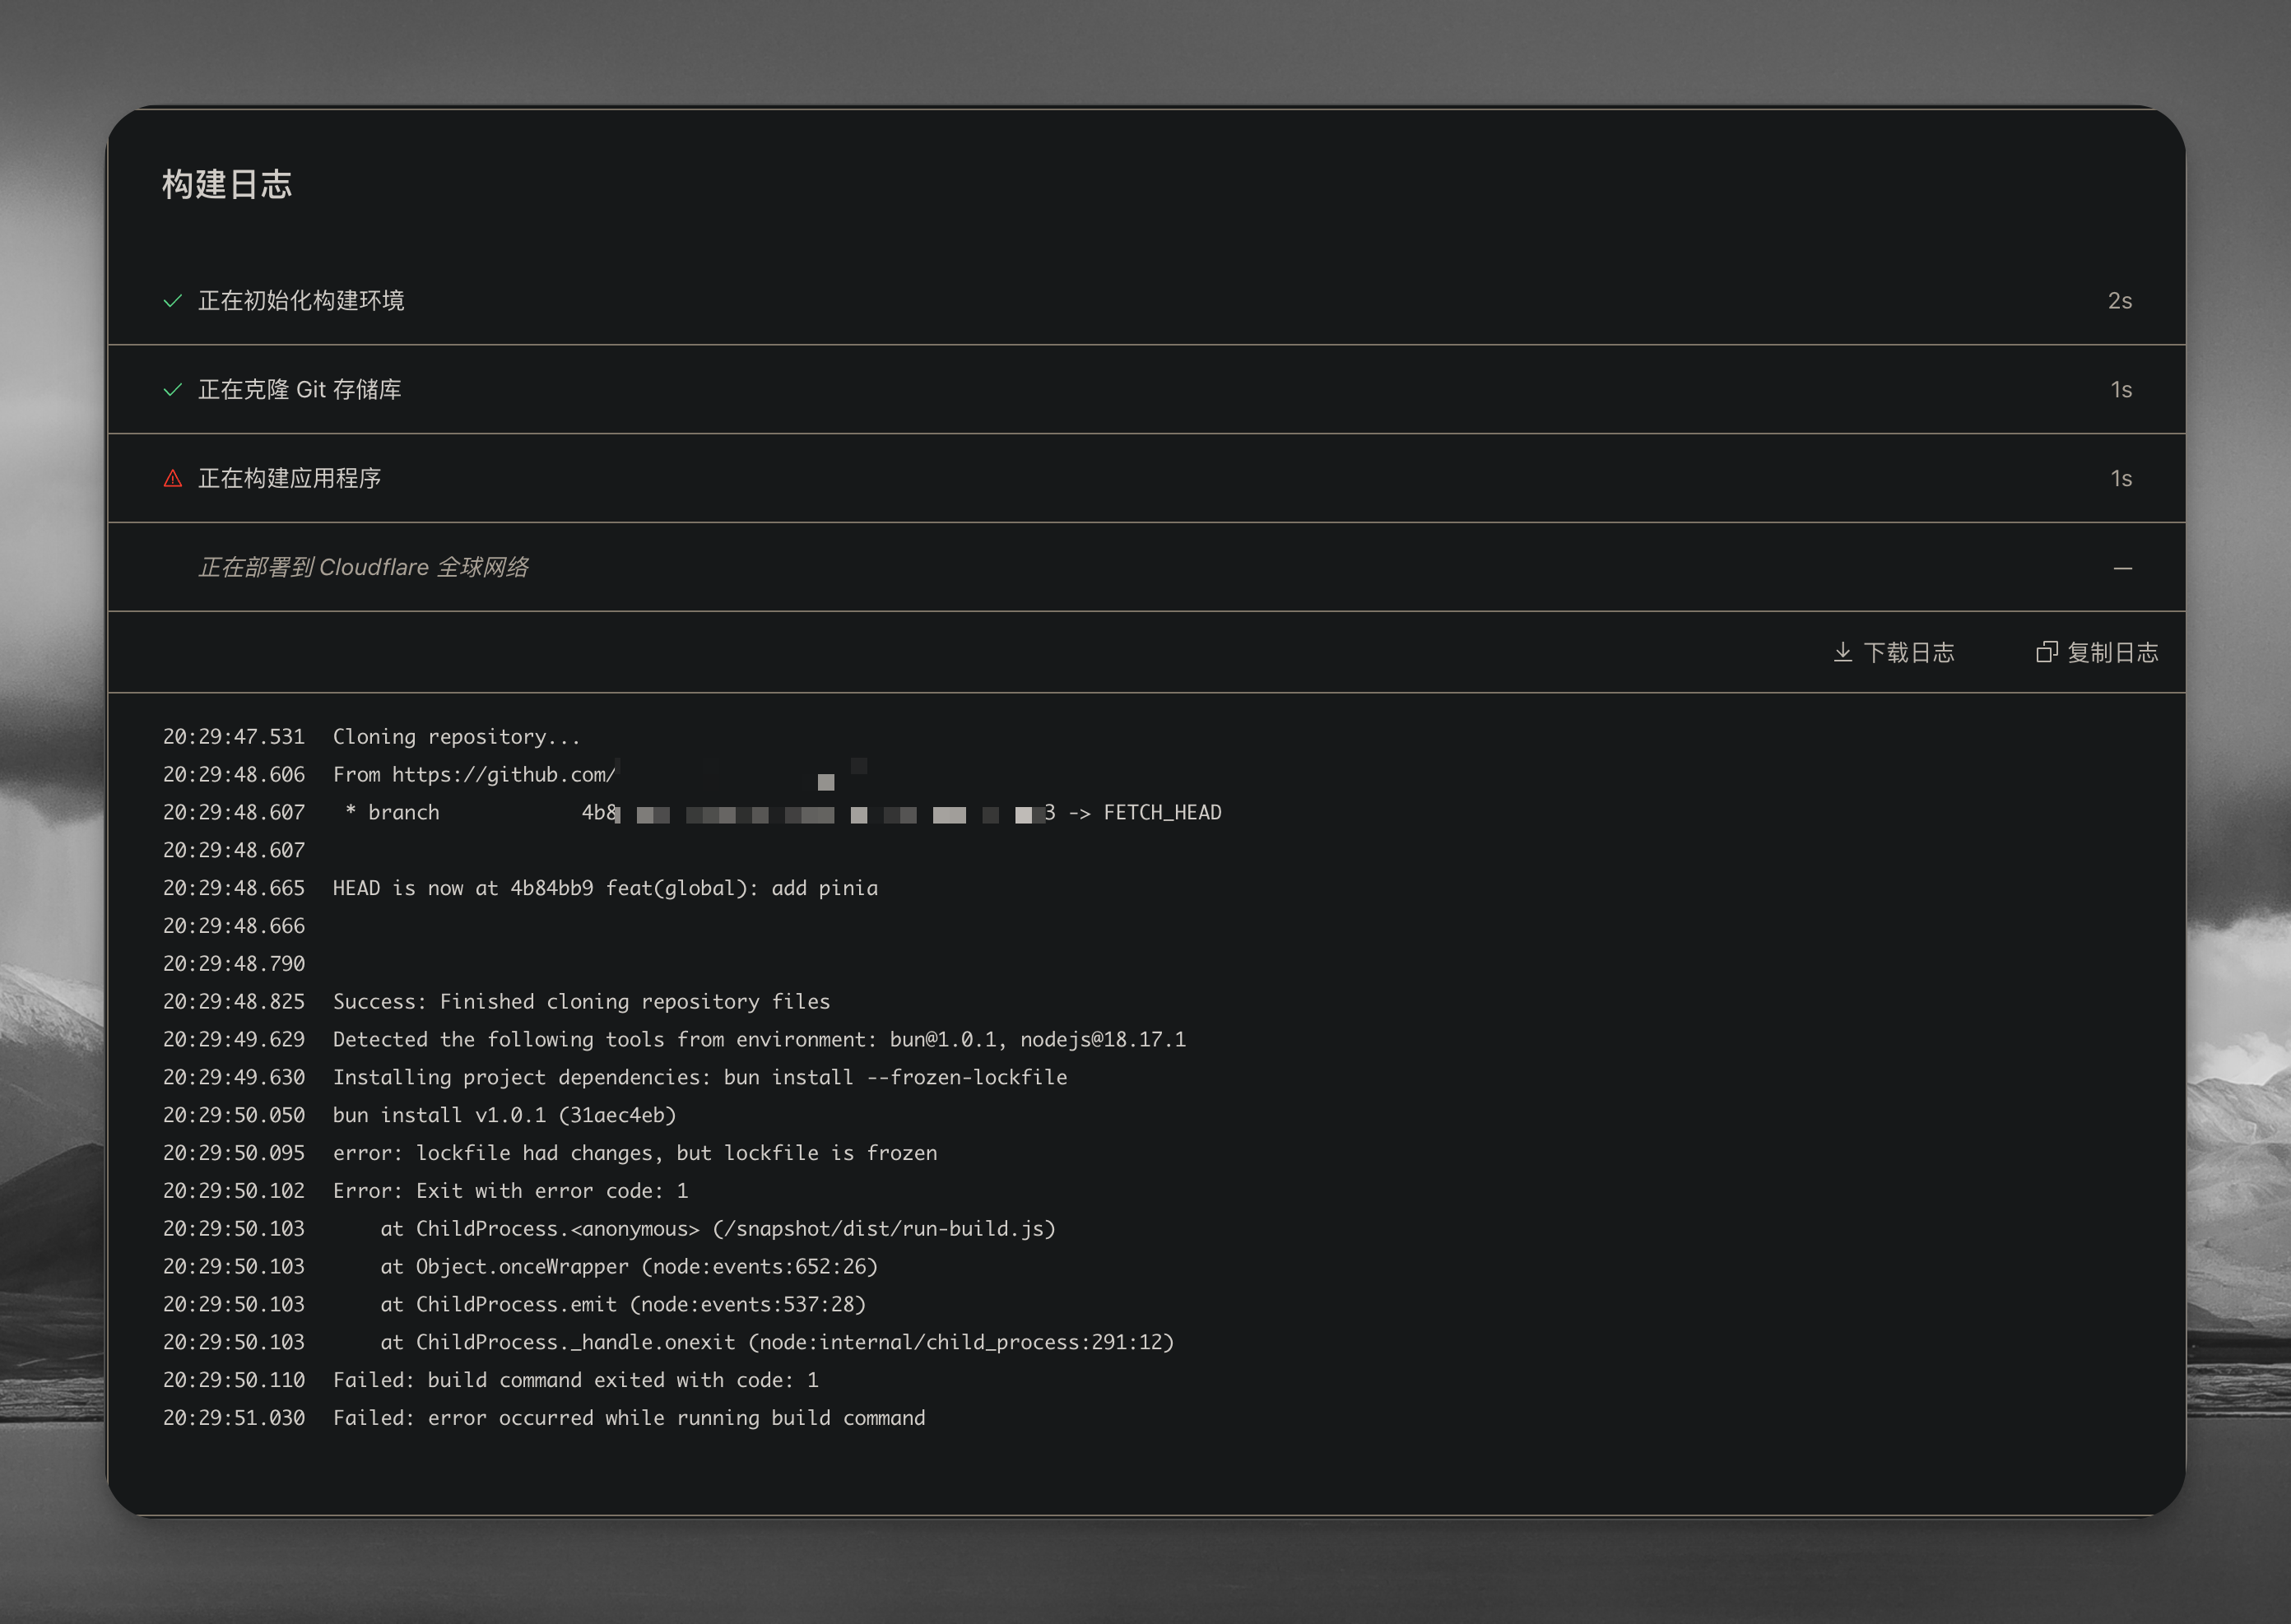 构建日志
正在初始化构建环境 2s
正在克隆 Git 存储库 1s
正在构建应用程序 1s
正在部署到 Cloudflare 全球网络 —
下载日志 复制日志
20:29:47.531 Cloning repository...
20:29:48.606 From https://github.com/
20:29:48.607 * branch 4b8 3 -> FETCH_HEAD
20:29:48.607
20:29:48.665 HEAD is now at 4b84bb9 feat(global): add pinia
20:29:48.666
20:29:48.790
20:29:48.825 Success: Finished cloning repository files
20:29:49.629 Detected the following tools from environment: bun@1.0.1, nodejs@18.17.1
20:29:49.630 Installing project dependencies: bun install --frozen-lockfile
20:29:50.050 bun install v1.0.1 (31aec4eb)
20:29:50.095 error: lockfile had changes, but lockfile is frozen
20:29:50.102 Error: Exit with error code: 1
20:29:50.103 at ChildProcess.<anonymous> (/snapshot/dist/run-build.js)
20:29:50.103 at Object.onceWrapper (node:events:652:26)
20:29:50.103 at ChildProcess.emit (node:events:537:28)
20:29:50.103 at ChildProcess._handle.onexit (node:internal/child_process:291:12)
20:29:50.110 Failed: build command exited with code: 1
20:29:51.030 Failed: error occurred while running build command